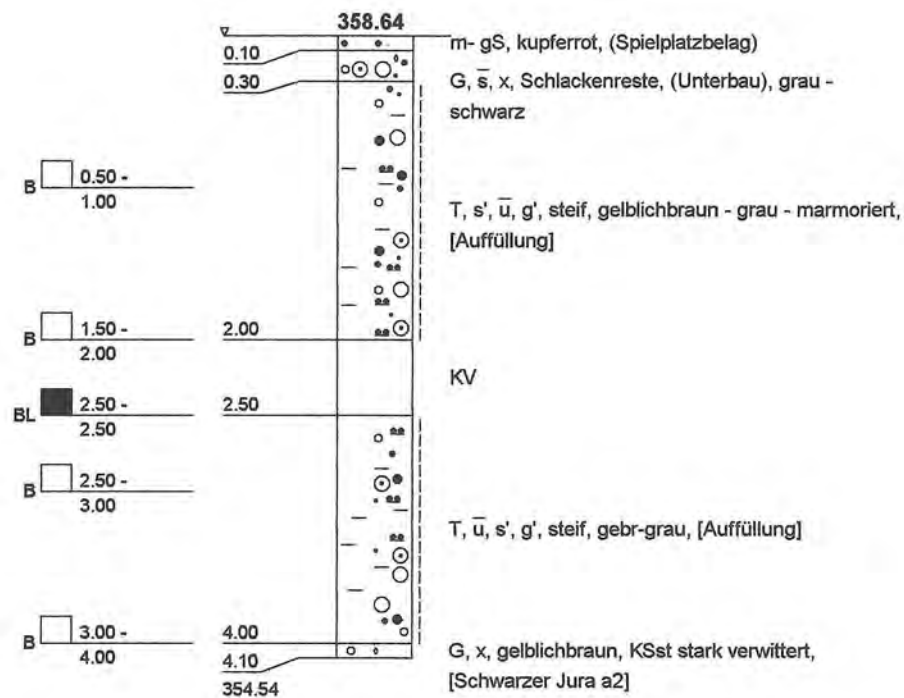 358.64
0.10
m- gS, kupferrot, (Spielplatzbelag)
0.30
G, s̅, x, Schlackenreste, (Unterbau), grau -
schwarz
B 0.50 -
1.00
T, s', u̅, g', steif, gelblichbraun - grau - marmoriert,
[Auffüllung]
B 1.50 -
2.00
2.00
KV
BL 2.50 -
2.50
2.50
B 2.50 -
3.00
T, u̅, s', g', steif, gebr-grau, [Auffüllung]
B 3.00 -
4.00
4.00
4.10
G, x, gelblichbraun, KSst stark verwittert,
[Schwarzer Jura a2]
354.54